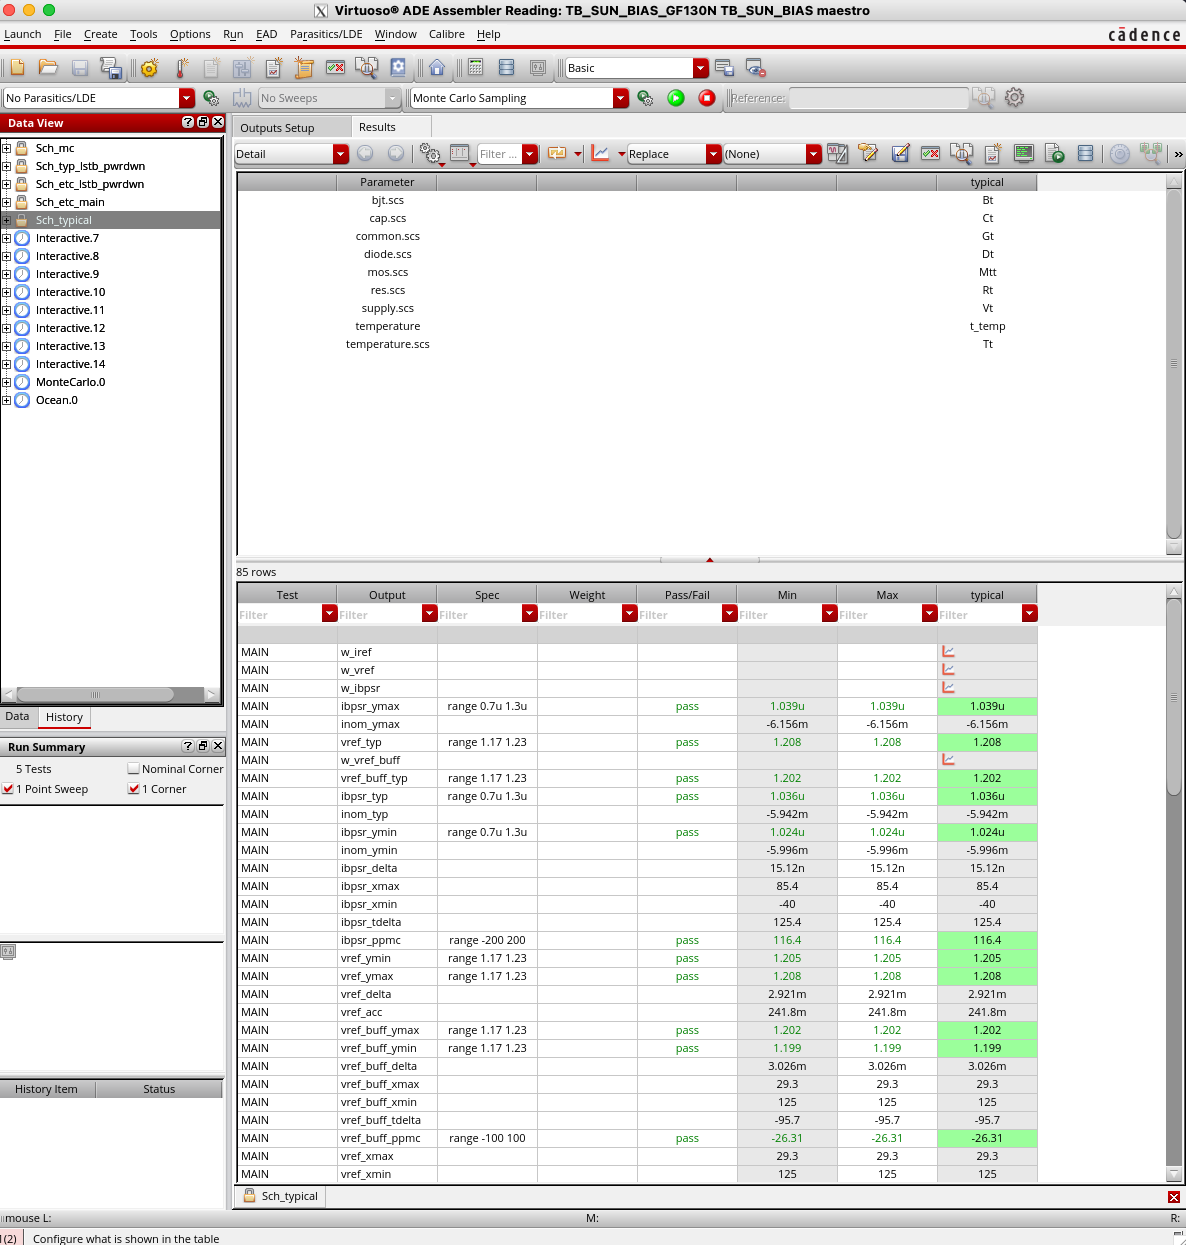 Virtuoso® ADE Assembler Reading: TB_SUN_BIAS_GF130N TB_SUN_BIAS maestro
Launch File Create Tools Options Run EAD Parasitics/LDE Window Calibre Help
cādence
Basic
No Parasitics/LDE No Sweeps Monte Carlo Sampling Reference:
Data View ? 
Outputs Setup Results
Detail Filter ... Replace (None) »
Sch_mc
Sch_typ_lstb_pwrdwn
Sch_etc_lstb_pwrdwn
Sch_etc_main
Sch_typical
Interactive.7
Interactive.8
Interactive.9
Interactive.10
Interactive.11
Interactive.12
Interactive.13
Interactive.14
MonteCarlo.0
Ocean.0
Data History
Run Summary ?
5 Tests Nominal Corner
1 Point Sweep 1 Corner
History Item Status
Parameter typical
bjt.scs Bt
cap.scs Ct
common.scs Gt
diode.scs Dt
mos.scs Mtt
res.scs Rt
supply.scs Vt
temperature t_temp
temperature.scs Tt
85 rows
Test Output Spec Weight Pass/Fail Min Max typical
Filter Filter Filter Filter Filter Filter Filter Filter
MAIN w_iref
MAIN w_vref
MAIN w_ibpsr
MAIN ibpsr_ymax range 0.7u 1.3u pass 1.039u 1.039u 1.039u
MAIN inom_ymax -6.156m -6.156m -6.156m
MAIN vref_typ range 1.17 1.23 pass 1.208 1.208 1.208
MAIN w_vref_buff
MAIN vref_buff_typ range 1.17 1.23 pass 1.202 1.202 1.202
MAIN ibpsr_typ range 0.7u 1.3u pass 1.036u 1.036u 1.036u
MAIN inom_typ -5.942m -5.942m -5.942m
MAIN ibpsr_ymin range 0.7u 1.3u pass 1.024u 1.024u 1.024u
MAIN inom_ymin -5.996m -5.996m -5.996m
MAIN ibpsr_delta 15.12n 15.12n 15.12n
MAIN ibpsr_xmax 85.4 85.4 85.4
MAIN ibpsr_xmin -40 -40 -40
MAIN ibpsr_tdelta 125.4 125.4 125.4
MAIN ibpsr_ppmc range -200 200 pass 116.4 116.4 116.4
MAIN vref_ymin range 1.17 1.23 pass 1.205 1.205 1.205
MAIN vref_ymax range 1.17 1.23 pass 1.208 1.208 1.208
MAIN vref_delta 2.921m 2.921m 2.921m
MAIN vref_acc 241.8m 241.8m 241.8m
MAIN vref_buff_ymax range 1.17 1.23 pass 1.202 1.202 1.202
MAIN vref_buff_ymin range 1.17 1.23 pass 1.199 1.199 1.199
MAIN vref_buff_delta 3.026m 3.026m 3.026m
MAIN vref_buff_xmax 29.3 29.3 29.3
MAIN vref_buff_xmin 125 125 125
MAIN vref_buff_tdelta -95.7 -95.7 -95.7
MAIN vref_buff_ppmc range -100 100 pass -26.31 -26.31 -26.31
MAIN vref_xmax 29.3 29.3 29.3
MAIN vref_xmin 125 125 125
Sch_typical
mouse L: M: R:
(2) Configure what is shown in the table